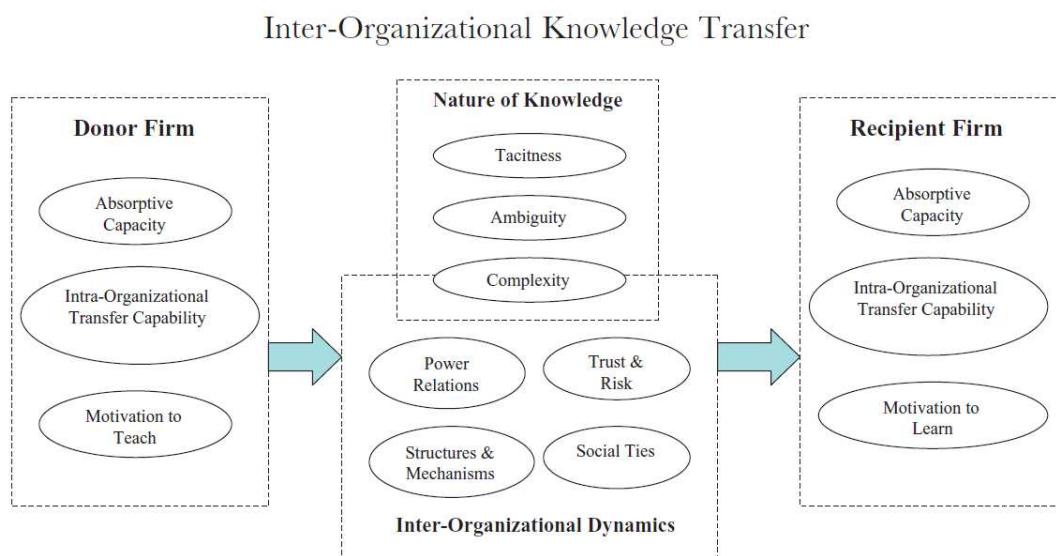 Inter-Organizational Knowledge Transfer
Donor Firm
Absorptive
Capacity
Intra-Organizational
Transfer Capability
Motivation to
Teach
Nature of Knowledge
Tacitness
Ambiguity
Complexity
Power
Relations
Trust &
Risk
Structures &
Mechanisms
Social Ties
Inter-Organizational Dynamics
Recipient Firm
Absorptive
Capacity
Intra-Organizational
Transfer Capability
Motivation to
Learn